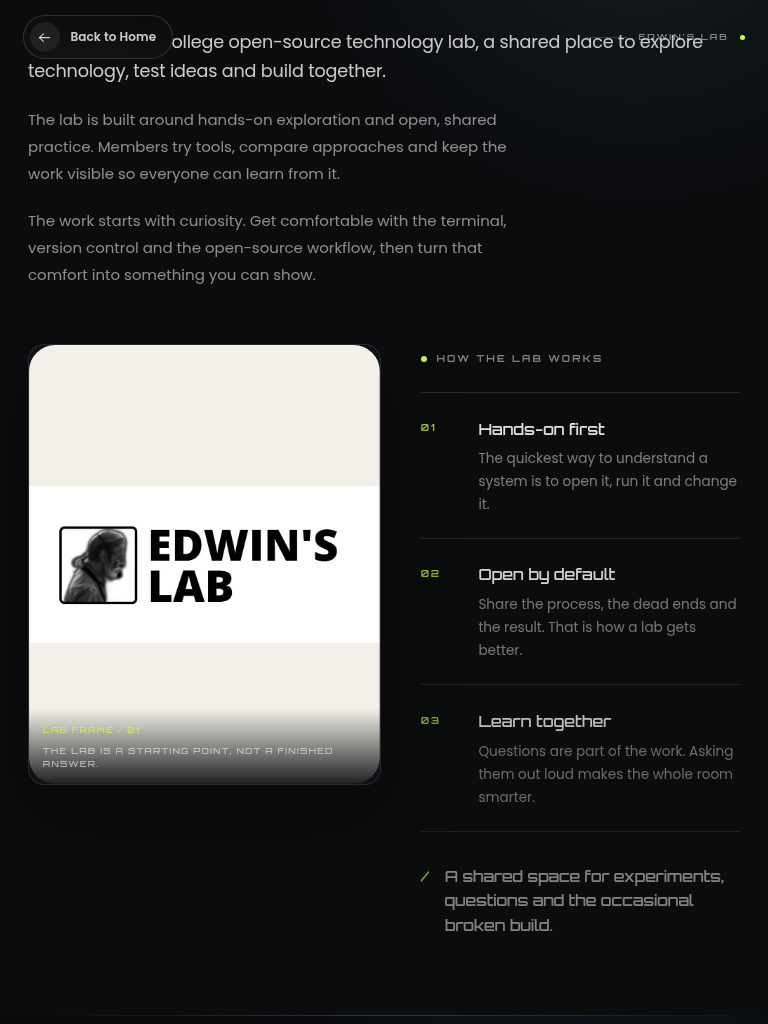 ← Back to Home
EDWIN'S LAB
ollege open-source technology lab, a shared place to explore
technology, test ideas and build together.
The lab is built around hands-on exploration and open, shared
practice. Members try tools, compare approaches and keep the
work visible so everyone can learn from it.
The work starts with curiosity. Get comfortable with the terminal,
version control and the open-source workflow, then turn that
comfort into something you can show.
EDWIN'S
LAB
LAB FRAME / 01
THE LAB IS A STARTING POINT, NOT A FINISHED
ANSWER.
HOW THE LAB WORKS
01
Hands-on first
The quickest way to understand a
system is to open it, run it and change
it.
02
Open by default
Share the process, the dead ends and
the result. That is how a lab gets
better.
03
Learn together
Questions are part of the work. Asking
them out loud makes the whole room
smarter.
/ A shared space for experiments,
questions and the occasional
broken build.